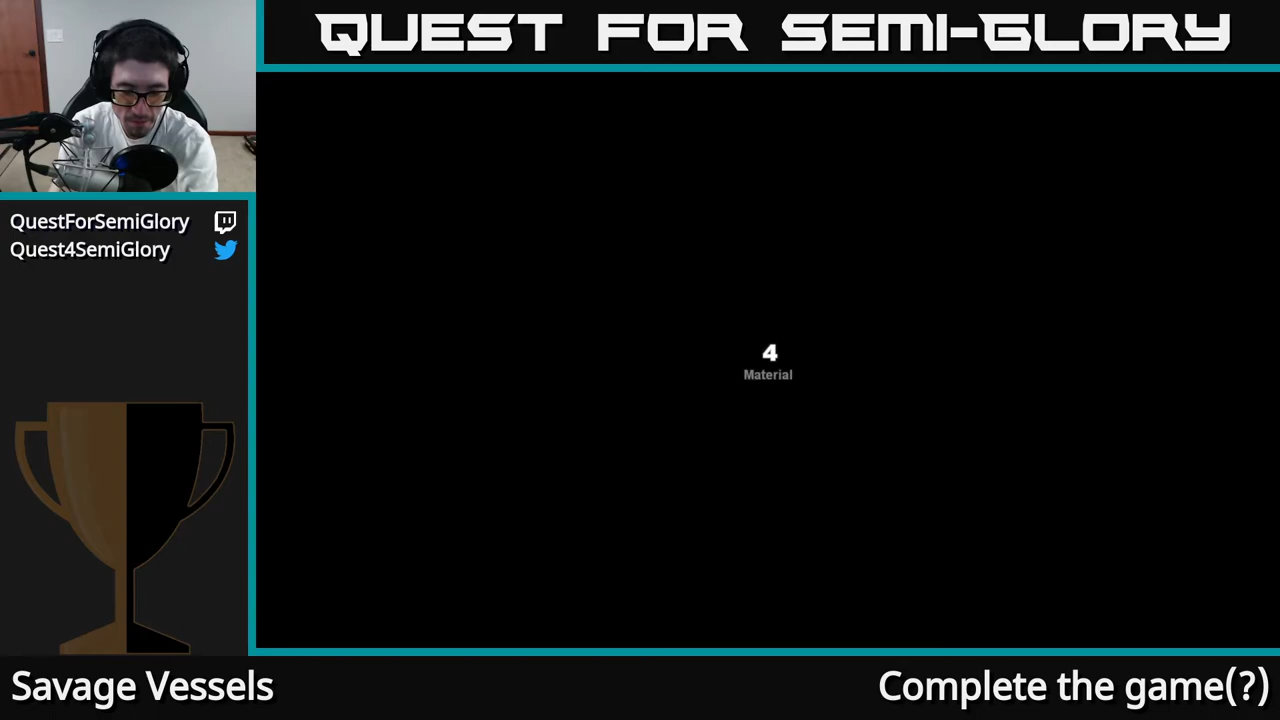 QUEST FOR SEMI-GLORY
QuestForSemiGlory
Quest4SemiGlory
4
Material
Savage Vessels
Complete the game(?)